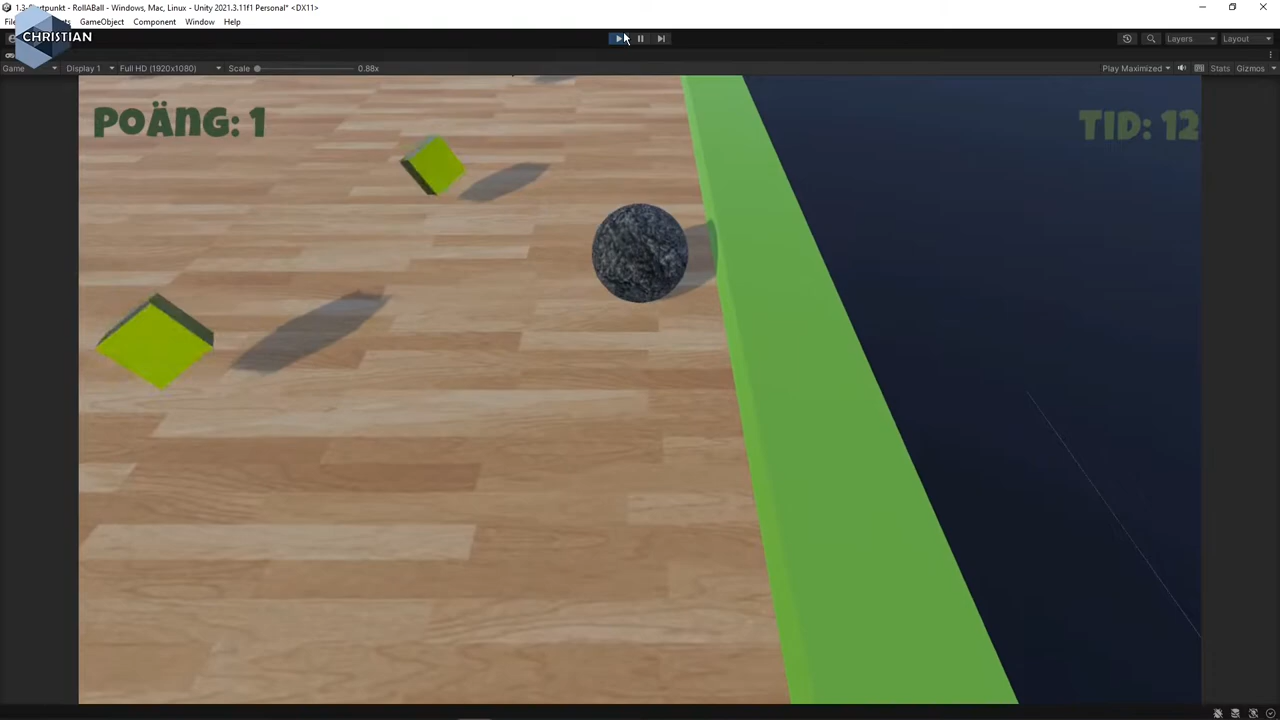 1.3-Startpunkt - RollABall - Windows, Mac, Linux - Unity 2021.3.11f1 Personal* <DX11>
GameObject Component Window Help
CHRISTIAN
Layers Layout
Game Display 1 Full HD (1920x1080) Scale 0.88x Play Maximized Stats Gizmos
POÄNG: 1
TID: 12